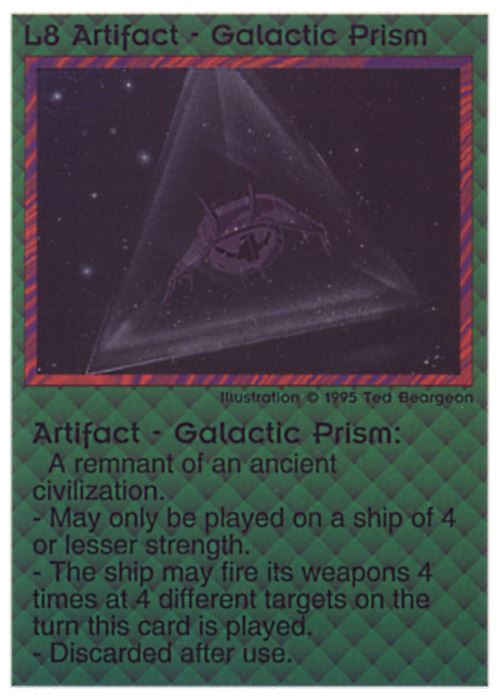 L8 Artifact - Galactic Prism
Illustration © 1995 Ted Beargeon
Artifact - Galactic Prism:
A remnant of an ancient
civilization.
- May only be played on a ship of 4
or lesser strength.
- The ship may fire its weapons 4
times at 4 different targets on the
turn this card is played.
- Discarded after use.